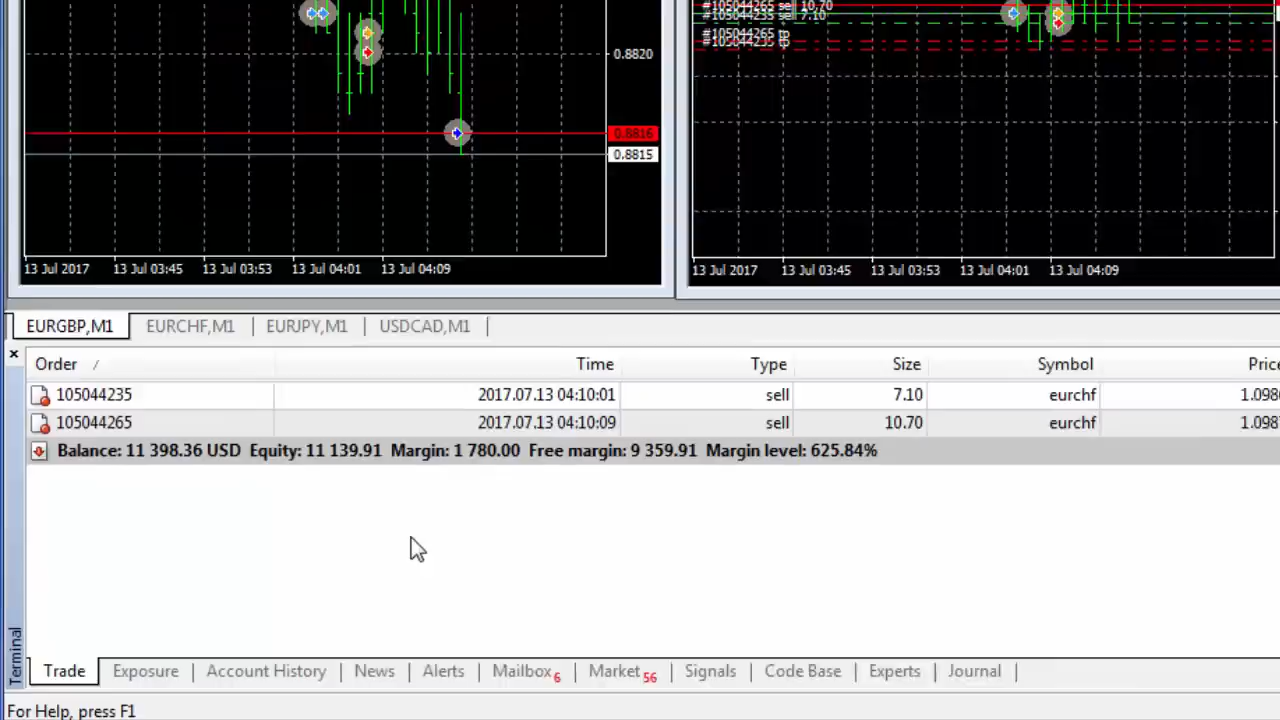 #105044265 sell 10.70
#105044235 sell 7.10
#105044265 tp
#105044235 tp
0.8820
0.8816
0.8815
13 Jul 2017 13 Jul 03:45 13 Jul 03:53 13 Jul 04:01 13 Jul 04:09
13 Jul 2017 13 Jul 03:45 13 Jul 03:53 13 Jul 04:01 13 Jul 04:09
EURGBP,M1 EURCHF,M1 EURJPY,M1 USDCAD,M1
Order / Time Type Size Symbol Price
105044235 2017.07.13 04:10:01 sell 7.10 eurchf 1.098
105044265 2017.07.13 04:10:09 sell 10.70 eurchf 1.098
Balance: 11 398.36 USD Equity: 11 139.91 Margin: 1 780.00 Free margin: 9 359.91 Margin level: 625.84%
Terminal
Trade Exposure Account History News Alerts Mailbox 6 Market 56 Signals Code Base Experts Journal
For Help, press F1